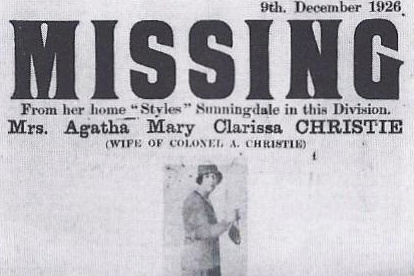 9th. December 1926
MISSING
From her home "Styles" Sunningdale in this Division.
Mrs. Agatha Mary Clarissa CHRISTIE
(WIFE OF COLONEL A. CHRISTIE)